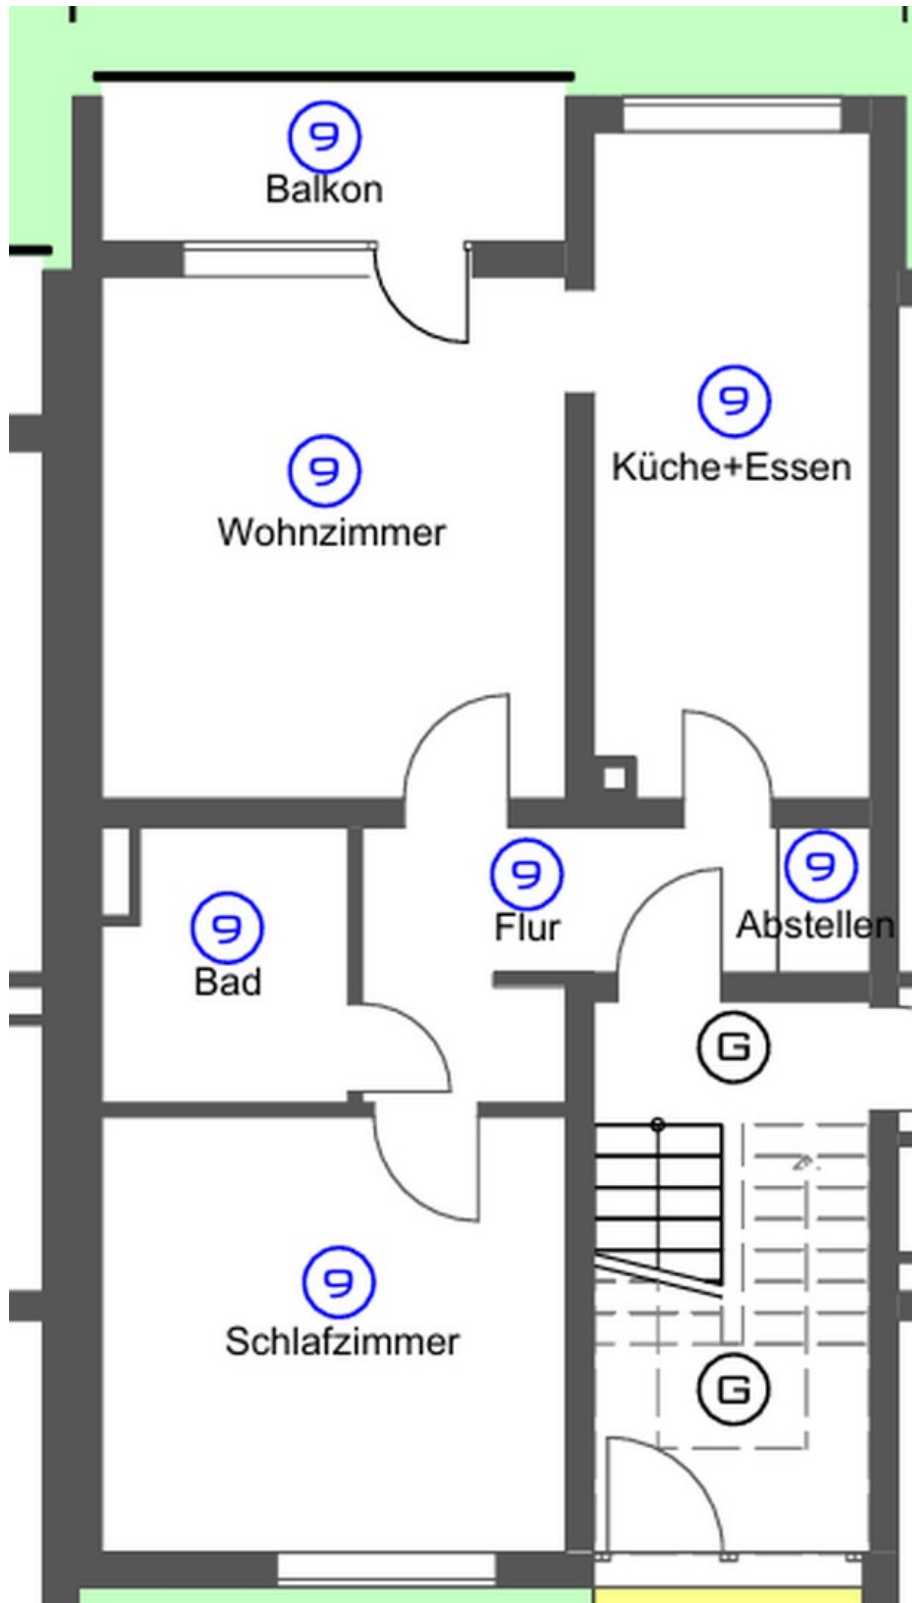 9
Balkon
9
Küche+Essen
9
Wohnzimmer
9
Flur
9
Abstellen
9
Bad
G
9
Schlafzimmer
G